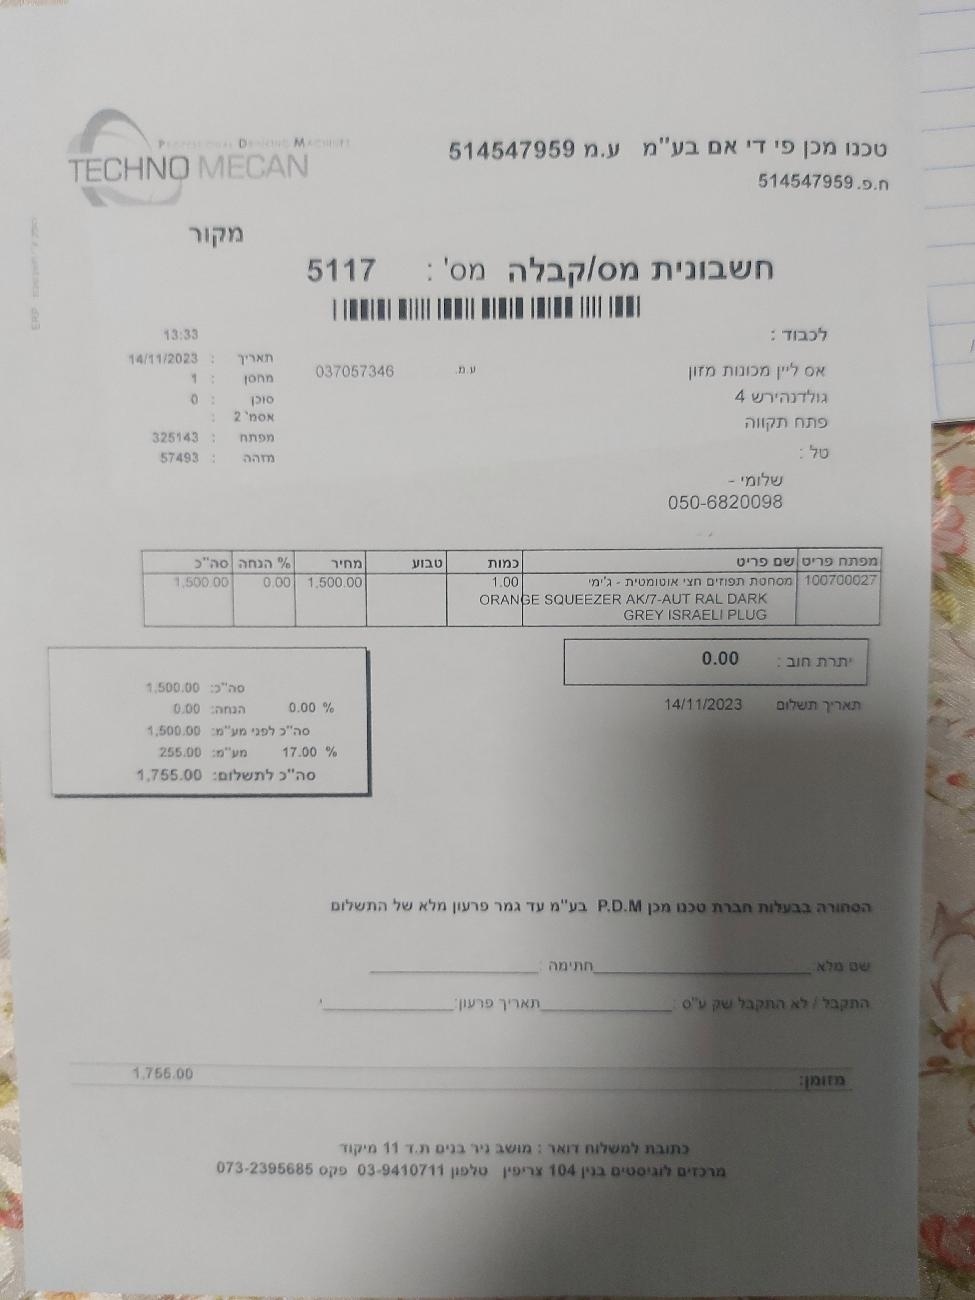 PROFESSIONAL DRINKING MACHINES
TECHNO MECAN
טכנו מכן פי די אם בע"מ ע.מ 514547959
ח.פ. 514547959
מקור
חשבונית מס/קבלה מס' : 5117
לכבוד :
אס ליין מכונות מזון ע.מ. 037057346
גולדנהירש 4
פתח תקווה
טל :
שלומי -
050-6820098
13:33
תאריך : 14/11/2023
מחסן : 1
סוכן : 0
אסמ' 2 :
מפתח : 325143
מזהה : 57493
מפתח פריט שם פריט כמות טבוע מחיר % הנחה סה"כ
100700027 מסחטת תפוזים חצי אוטומטית - ג'ימי 1.00 1,500.00 0.00 1,500.00
ORANGE SQUEEZER AK/7-AUT RAL DARK
GREY ISRAELI PLUG
יתרת חוב : 0.00
תאריך תשלום 14/11/2023
סה"כ: 1,500.00
% 0.00 הנחה: 0.00
סה"כ לפני מע"מ: 1,500.00
% 17.00 מע"מ: 255.00
סה"כ לתשלום: 1,755.00
הסחורה בבעלות חברת טכנו מכן P.D.M בע"מ עד גמר פרעון מלא של התשלום
שם מלא: חתימה:
התקבל / לא התקבל שק ע"ס : תאריך פרעון:
מזומן: 1,755.00
כתובת למשלוח דואר : מושב ניר בנים ת.ד 11 מיקוד
מרכזים לוגיסטים בנין 104 צריפין טלפון 03-9410711 פקס 073-2395685